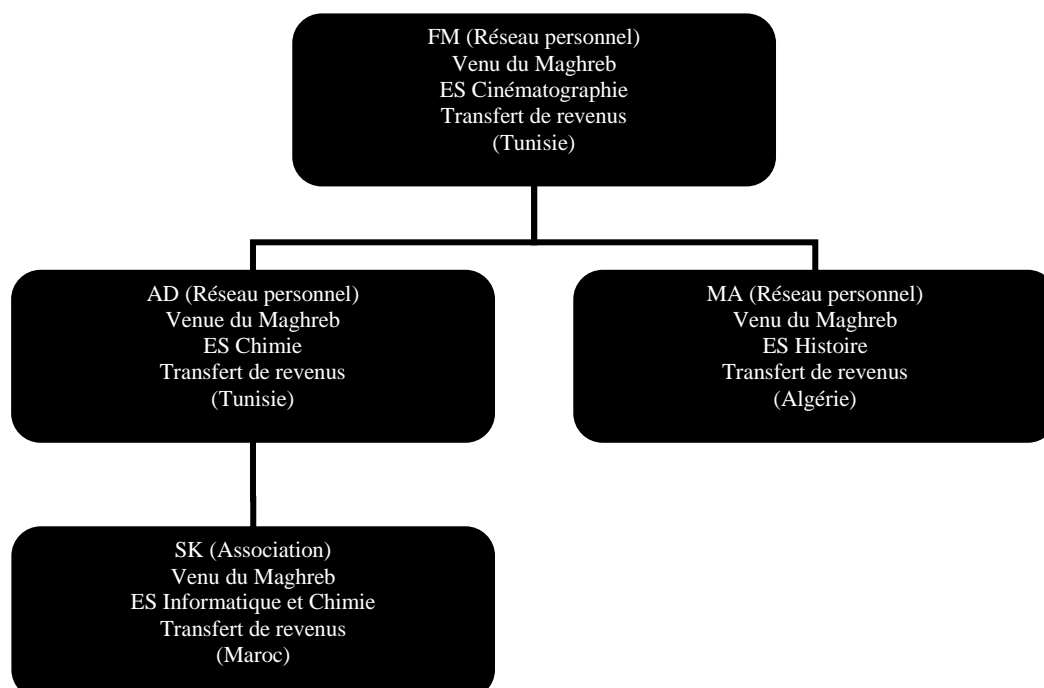 FM (Réseau personnel)
Venu du Maghreb
ES Cinématographie
Transfert de revenus
(Tunisie)
AD (Réseau personnel)
Venue du Maghreb
ES Chimie
Transfert de revenus
(Tunisie)
MA (Réseau personnel)
Venu du Maghreb
ES Histoire
Transfert de revenus
(Algérie)
SK (Association)
Venu du Maghreb
ES Informatique et Chimie
Transfert de revenus
(Maroc)